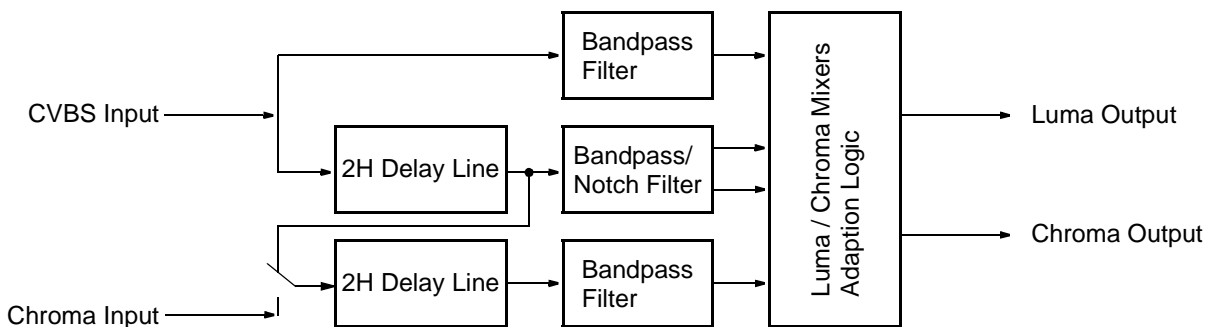 Bandpass
Filter
CVBS Input
2H Delay Line
Bandpass/
Notch Filter
Luma / Chroma Mixers
Adaption Logic
Luma Output
Chroma Output
2H Delay Line
Bandpass
Filter
Chroma Input